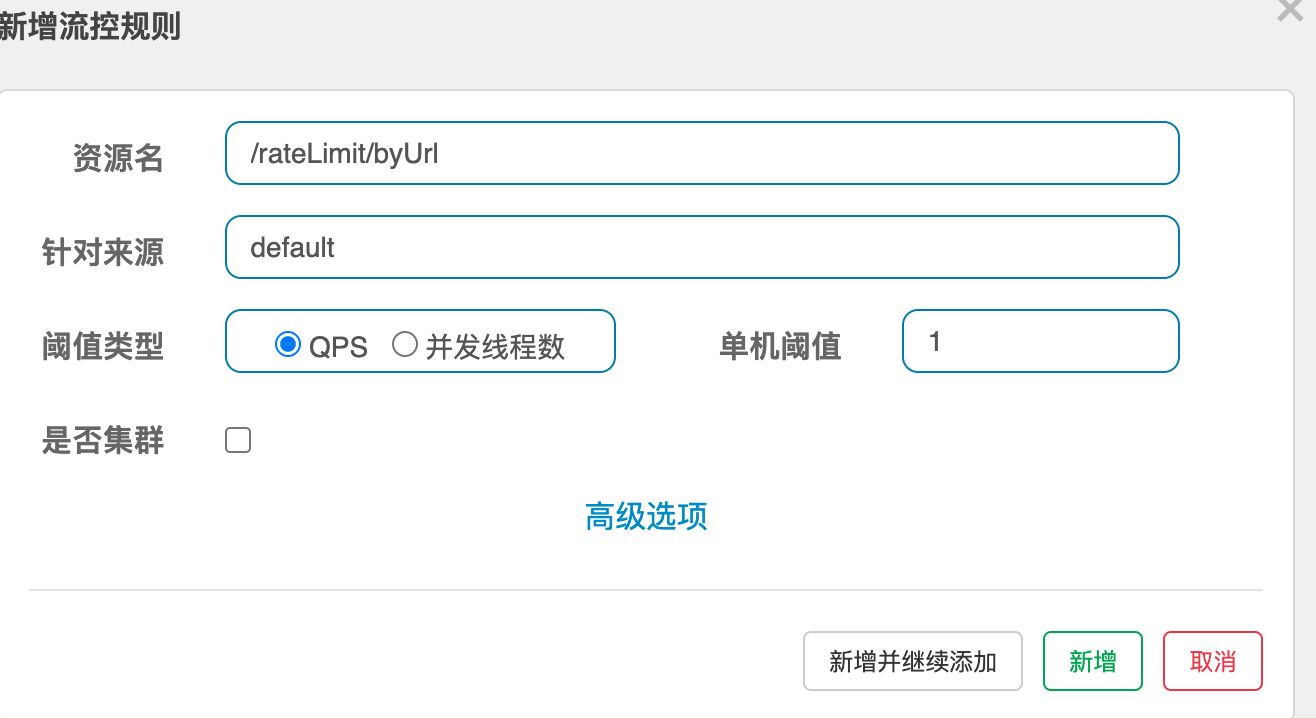 新增流控规则
资源名 /rateLimit/byUrl
针对来源 default
阈值类型 QPS 并发线程数 单机阈值 1
是否集群
高级选项
新增并继续添加 新增 取消